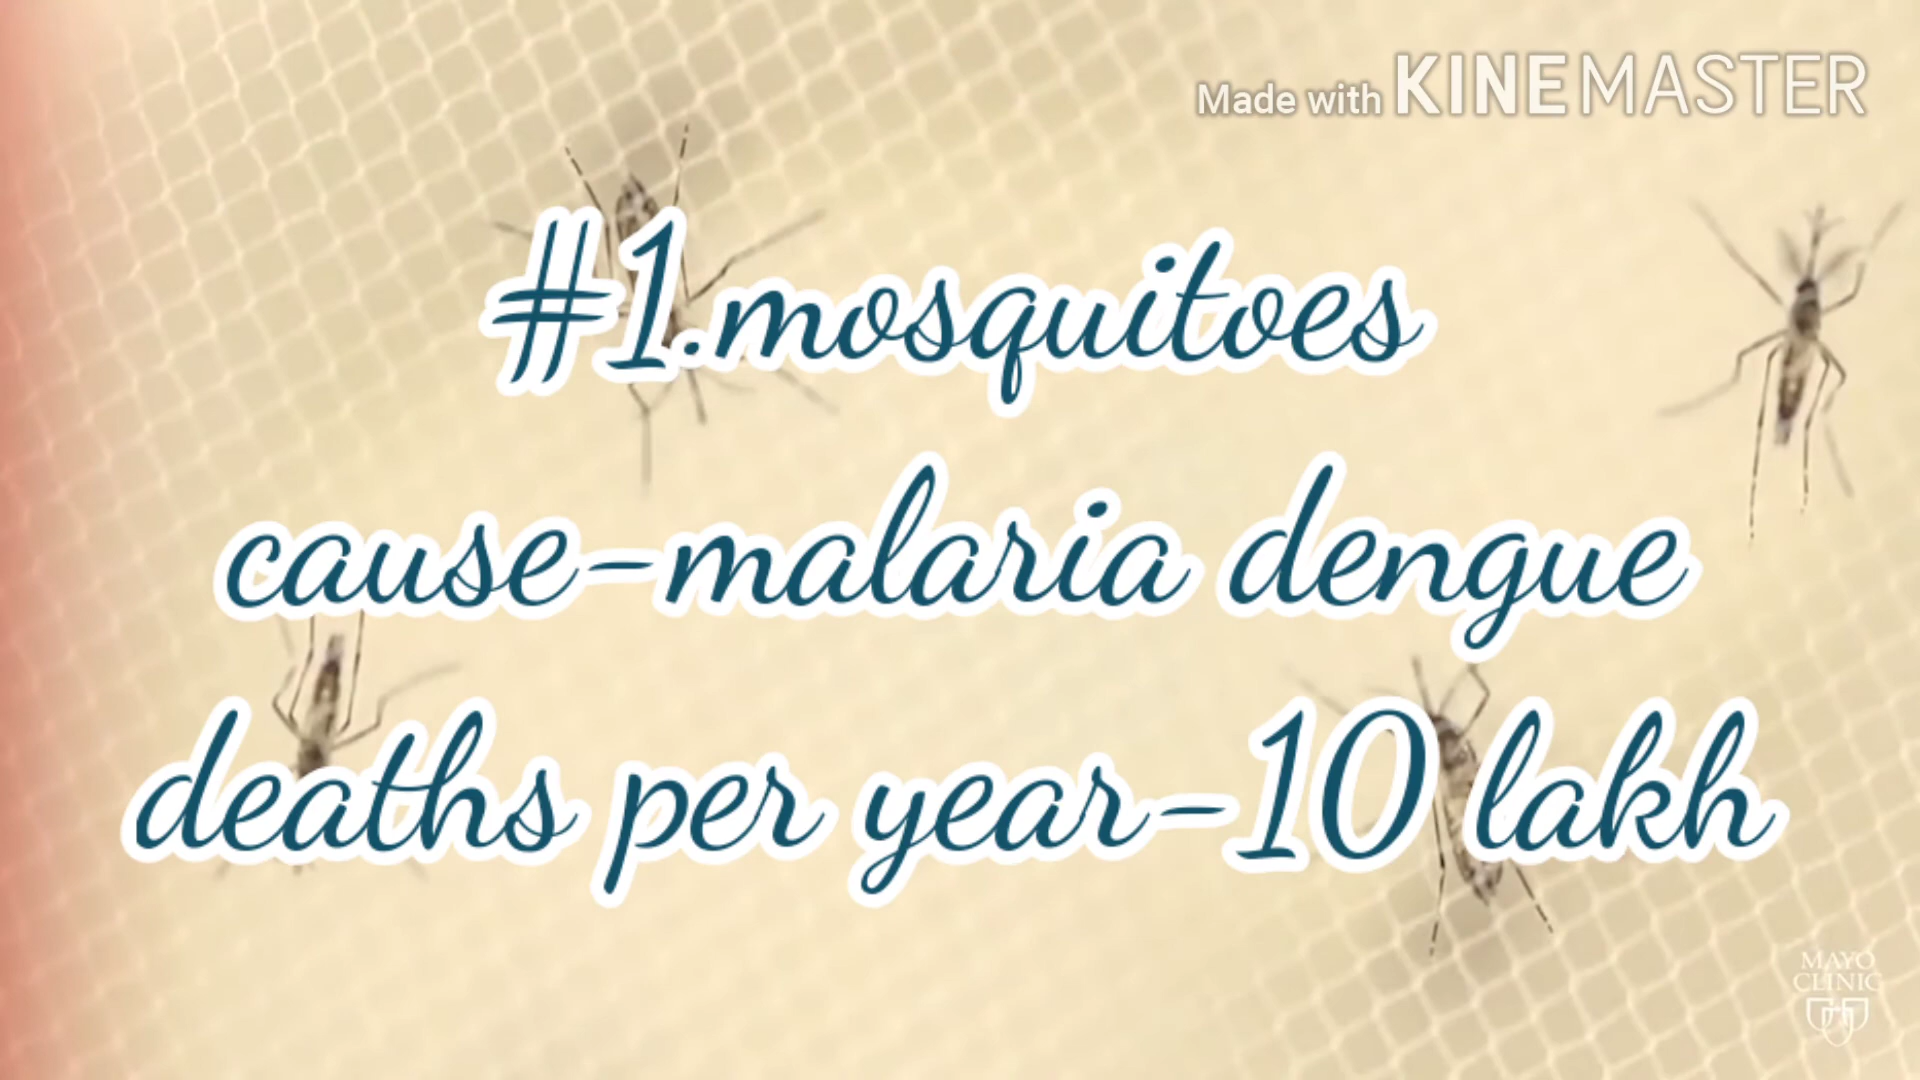 Made with KINEMASTER
#1.mosquitoes
cause-malaria dengue
deaths per year-10 lakh
MAYO
CLINIC